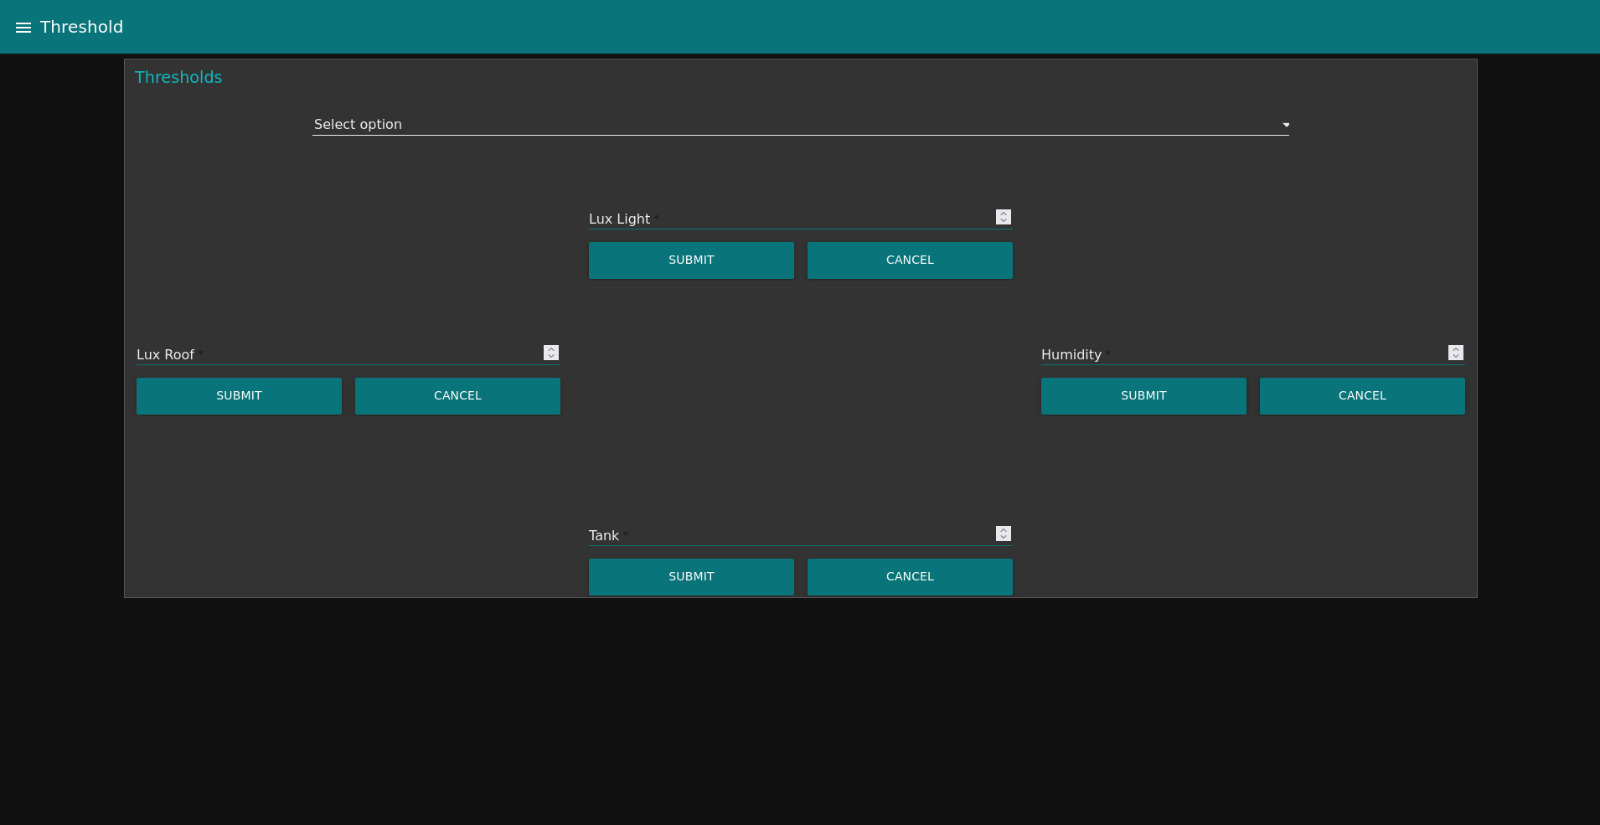 Threshold
Thresholds
Select option
Lux Light *
SUBMIT CANCEL
Lux Roof * Humidity *
SUBMIT CANCEL SUBMIT CANCEL
Tank *
SUBMIT CANCEL